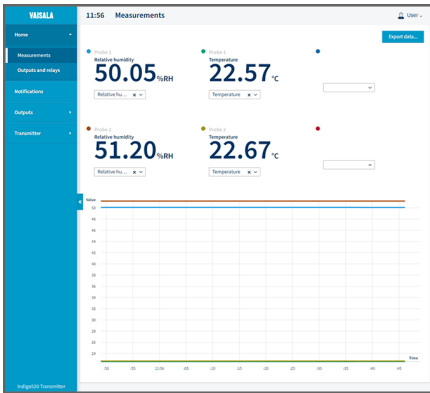 VAISALA
11:56 Measurements
User
Home
Export data...
Measurements
Outputs and relays
Notifications
Outputs
Transmitter
Probe 1
Relative humidity
50.05 %RH
Relative hu... ×
Probe 1
Temperature
22.57 °C
Temperature ×
Probe 2
Relative humidity
51.20 %RH
Relative hu... ×
Probe 2
Temperature
22.67 °C
Temperature ×
Value
Time
Indigo520 Transmitter